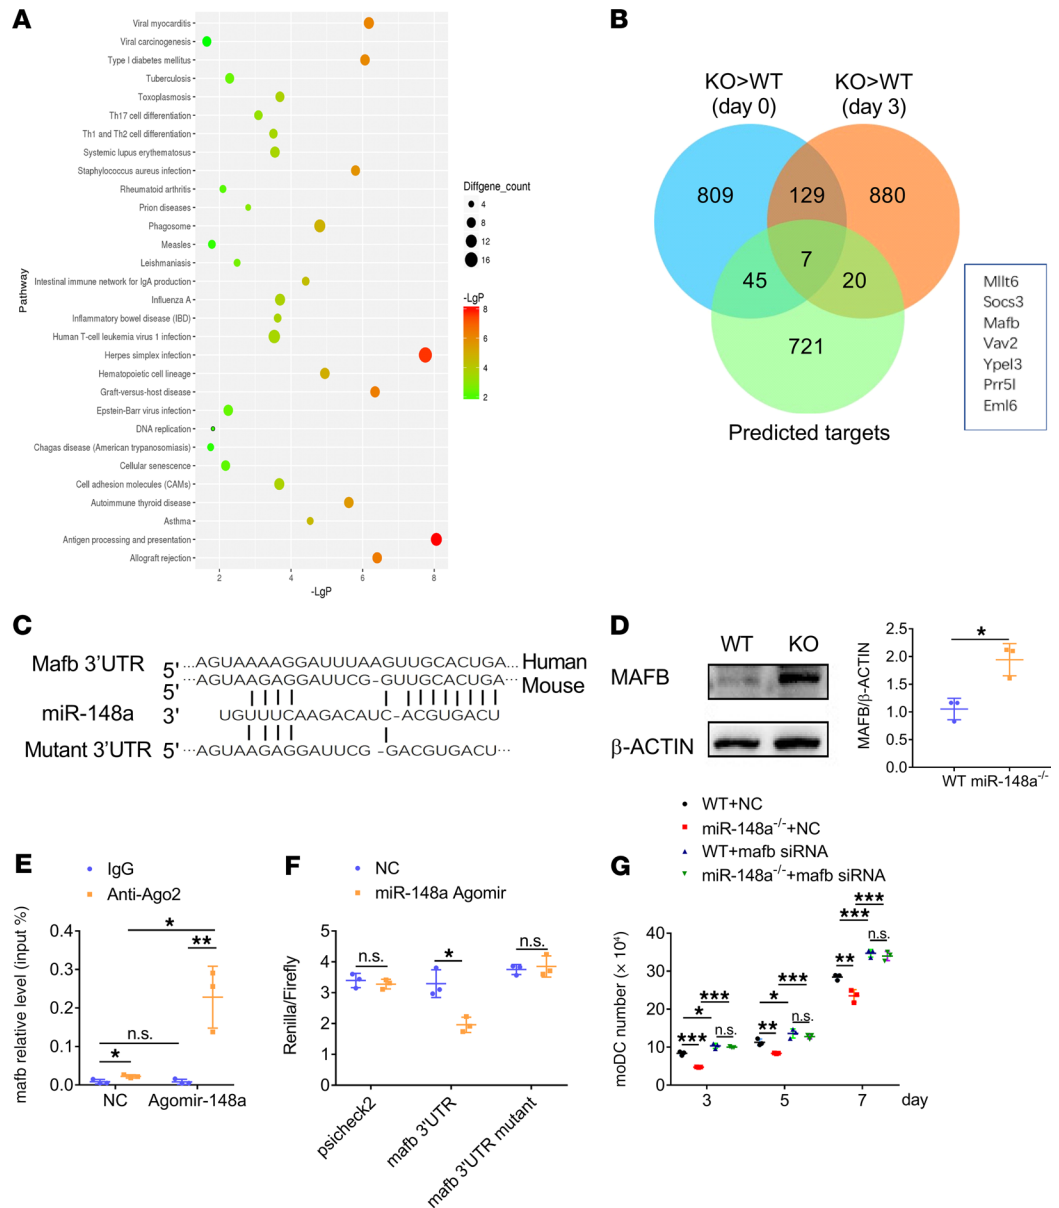 A
Viral myocarditis
Viral carcinogenesis
Type I diabetes mellitus
Tuberculosis
Toxoplasmosis
Th17 cell differentiation
Th1 and Th2 cell differentiation
Systemic lupus erythematosus
Staphylococcus aureus infection
Rheumatoid arthritis
Prion diseases
Phagosome
Measles
Leishmaniasis
Intestinal immune network for IgA production
Influenza A
Inflammatory bowel disease (IBD)
Human T-cell leukemia virus 1 infection
Herpes simplex infection
Hematopoietic cell lineage
Graft-versus-host disease
Epstein-Barr virus infection
DNA replication
Chagas disease (American trypanosomiasis)
Cellular senescence
Cell adhesion molecules (CAMs)
Autoimmune thyroid disease
Asthma
Antigen processing and presentation
Allograft rejection
Pathway
2 4 6 8
-LgP
Diffgene_count
4
8
12
16
-LgP
8
6
4
2
B
KO>WT (day 0)
KO>WT (day 3)
809 129 880
7
45 20
721
Predicted targets
Mllt6
Socs3
Mafb
Vav2
Ypel3
Prr5l
Eml6
C
Mafb 3'UTR 5' ···AGUAAAAGGAUUUAAGUUGCACUGA··· Human
5' ···AGUAAGAGGAUUCG-GUUGCACUGA··· Mouse
miR-148a 3' UGUUUCAAGACAUC-ACGUGACU
Mutant 3'UTR 5' ···AGUAAGAGGAUUCG-GACGUGACU···
D
WT KO
MAFB
β-ACTIN
MAFB/β-ACTIN
2.5
2.0
1.5
1.0
0.5
0.0
*
WT miR-148a-/-
E
IgG
Anti-Ago2
mafb relative level (input %)
0.4
0.3
0.2
0.1
0.0
*
**
n.s.
*
NC Agomir-148a
F
NC
miR-148a Agomir
Renilla/Firefly
5
4
3
2
1
0
n.s. * n.s.
psicheck2
mafb 3'UTR
mafb 3'UTR mutant
G
WT+NC
miR-148a-/-+NC
WT+mafb siRNA
miR-148a-/-+mafb siRNA
moDC number (× 10⁴)
40
30
20
10
0
*** * *** n.s.
** * *** n.s.
** *** *** n.s.
3 5 7 day